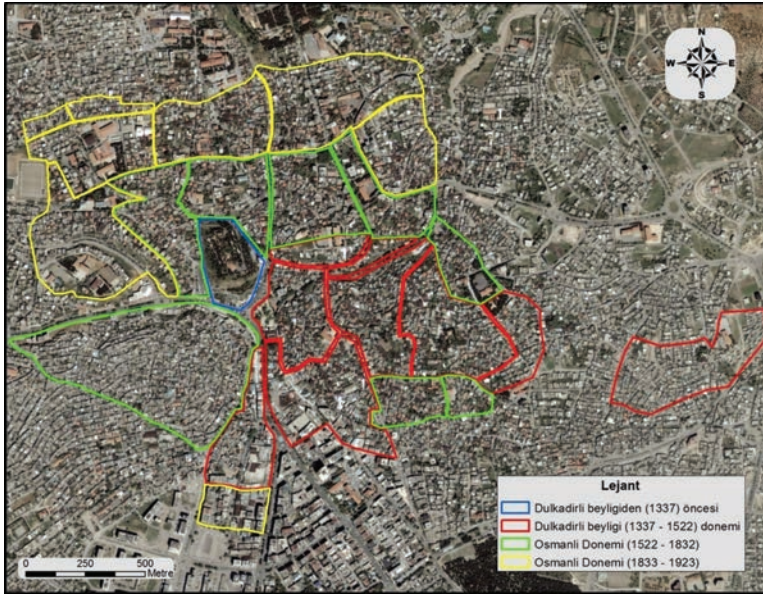 N
W E
S
Lejant
Dulkadirli beyligiden (1337) öncesi
Dulkadirli beyligi (1337 - 1522) donemi
Osmanli Donemi (1522 - 1832)
Osmanli Donemi (1833 - 1923)
0 250 500
Metre